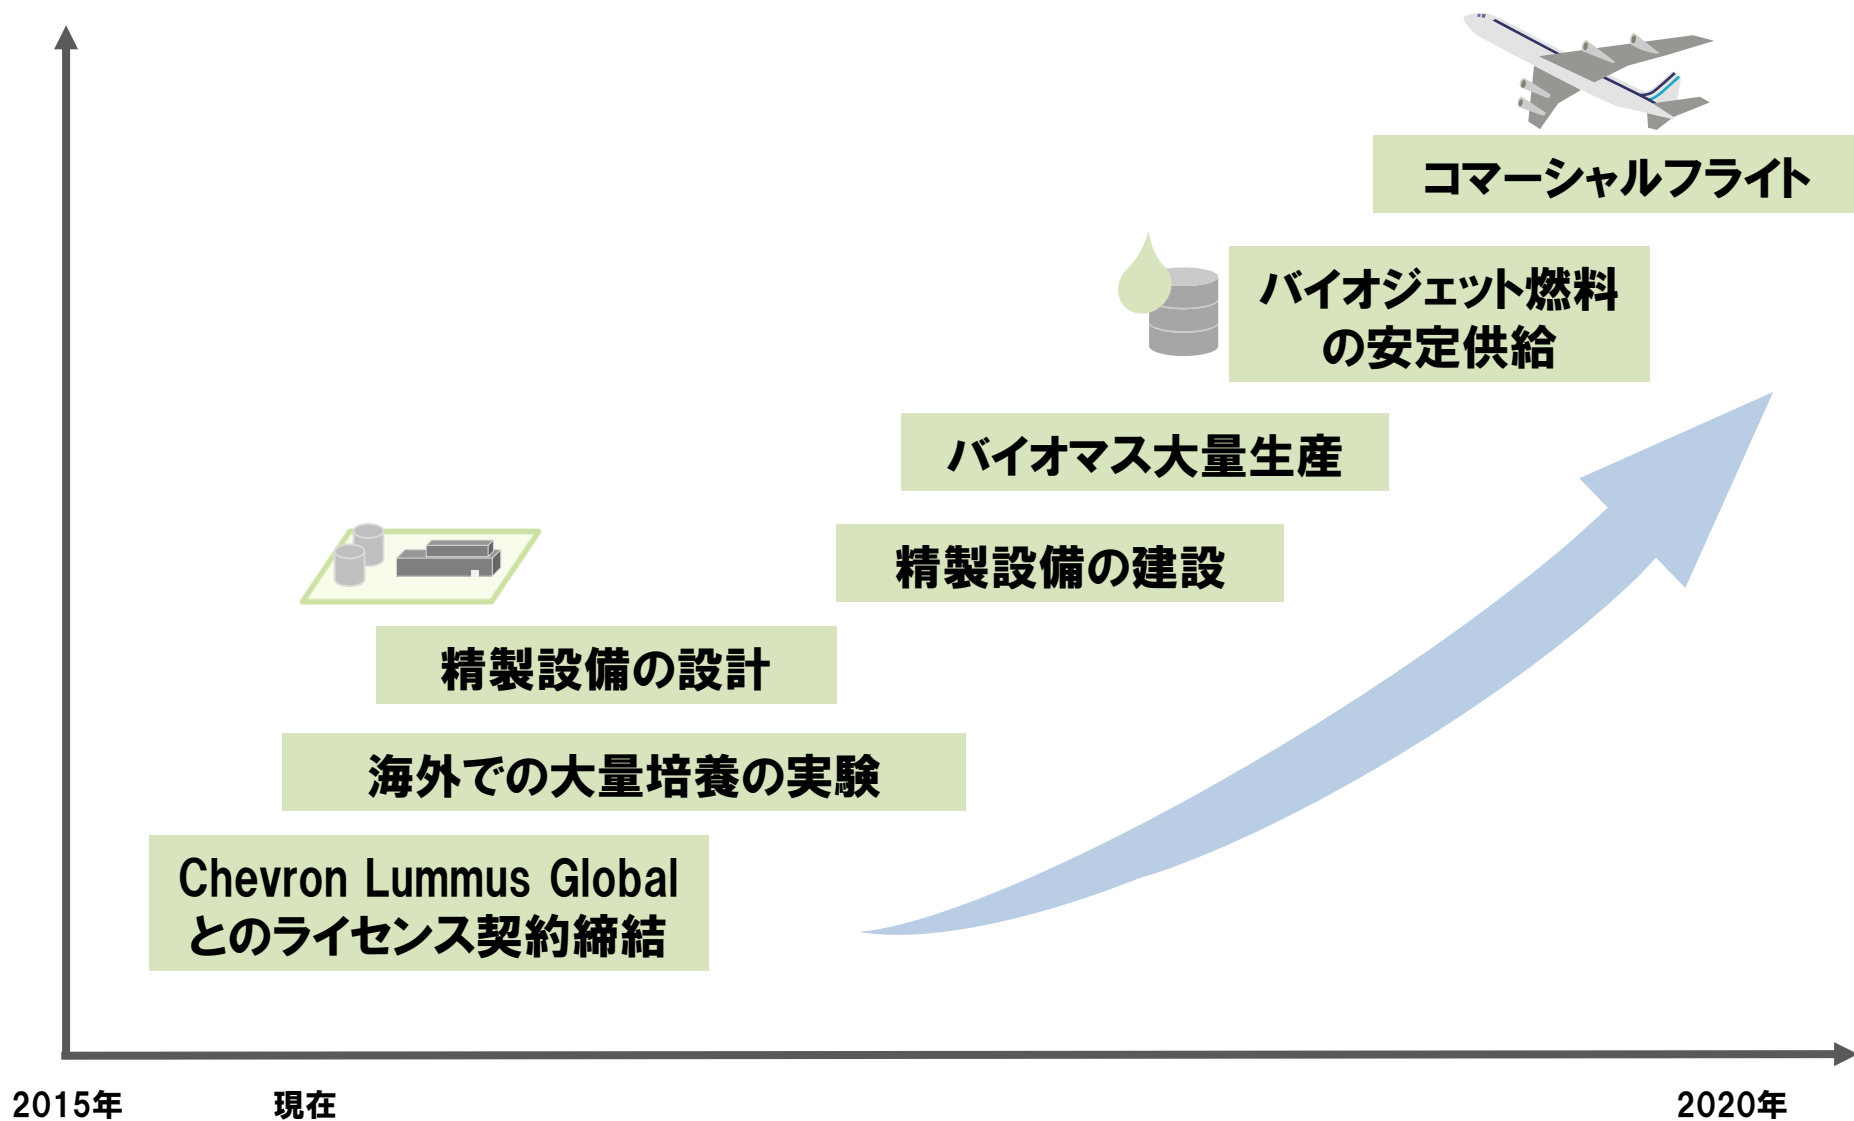 コマーシャルフライト
バイオジェット燃料
の安定供給
バイオマス大量生産
精製設備の建設
精製設備の設計
海外での大量培養の実験
Chevron Lummus Global
とのライセンス契約締結
2015年
現在
2020年